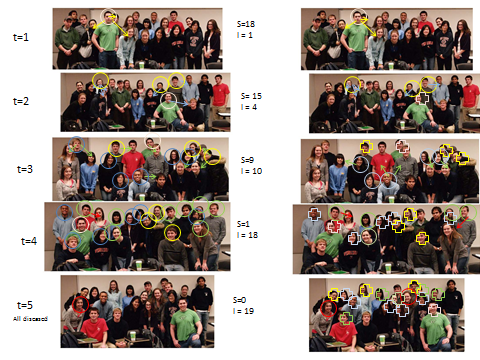 t=1
S=18
I = 1
t=2
S= 15
I = 4
t=3
S=9
I = 10
t=4
S=1
I = 18
t=5
All diseased
S=0
I = 19